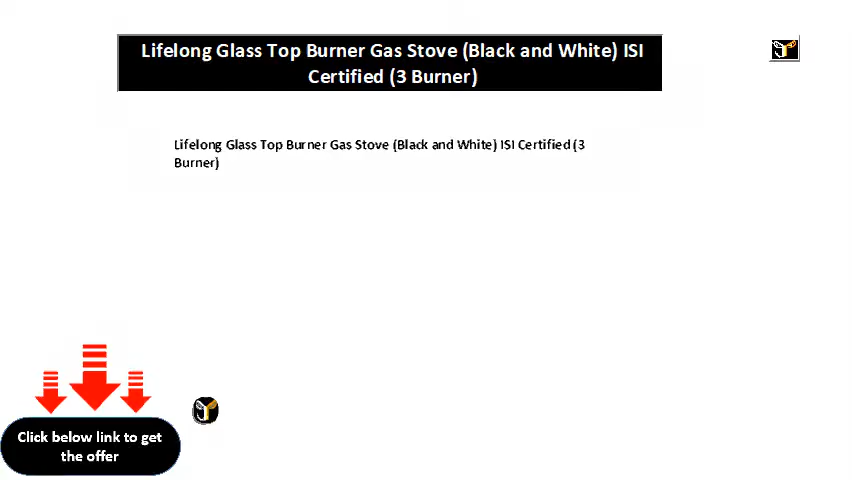 Lifelong Glass Top Burner Gas Stove (Black and White) ISI
Certified (3 Burner)
Lifelong Glass Top Burner Gas Stove (Black and White) ISI Certified (3
Burner)
Click below link to get
the offer